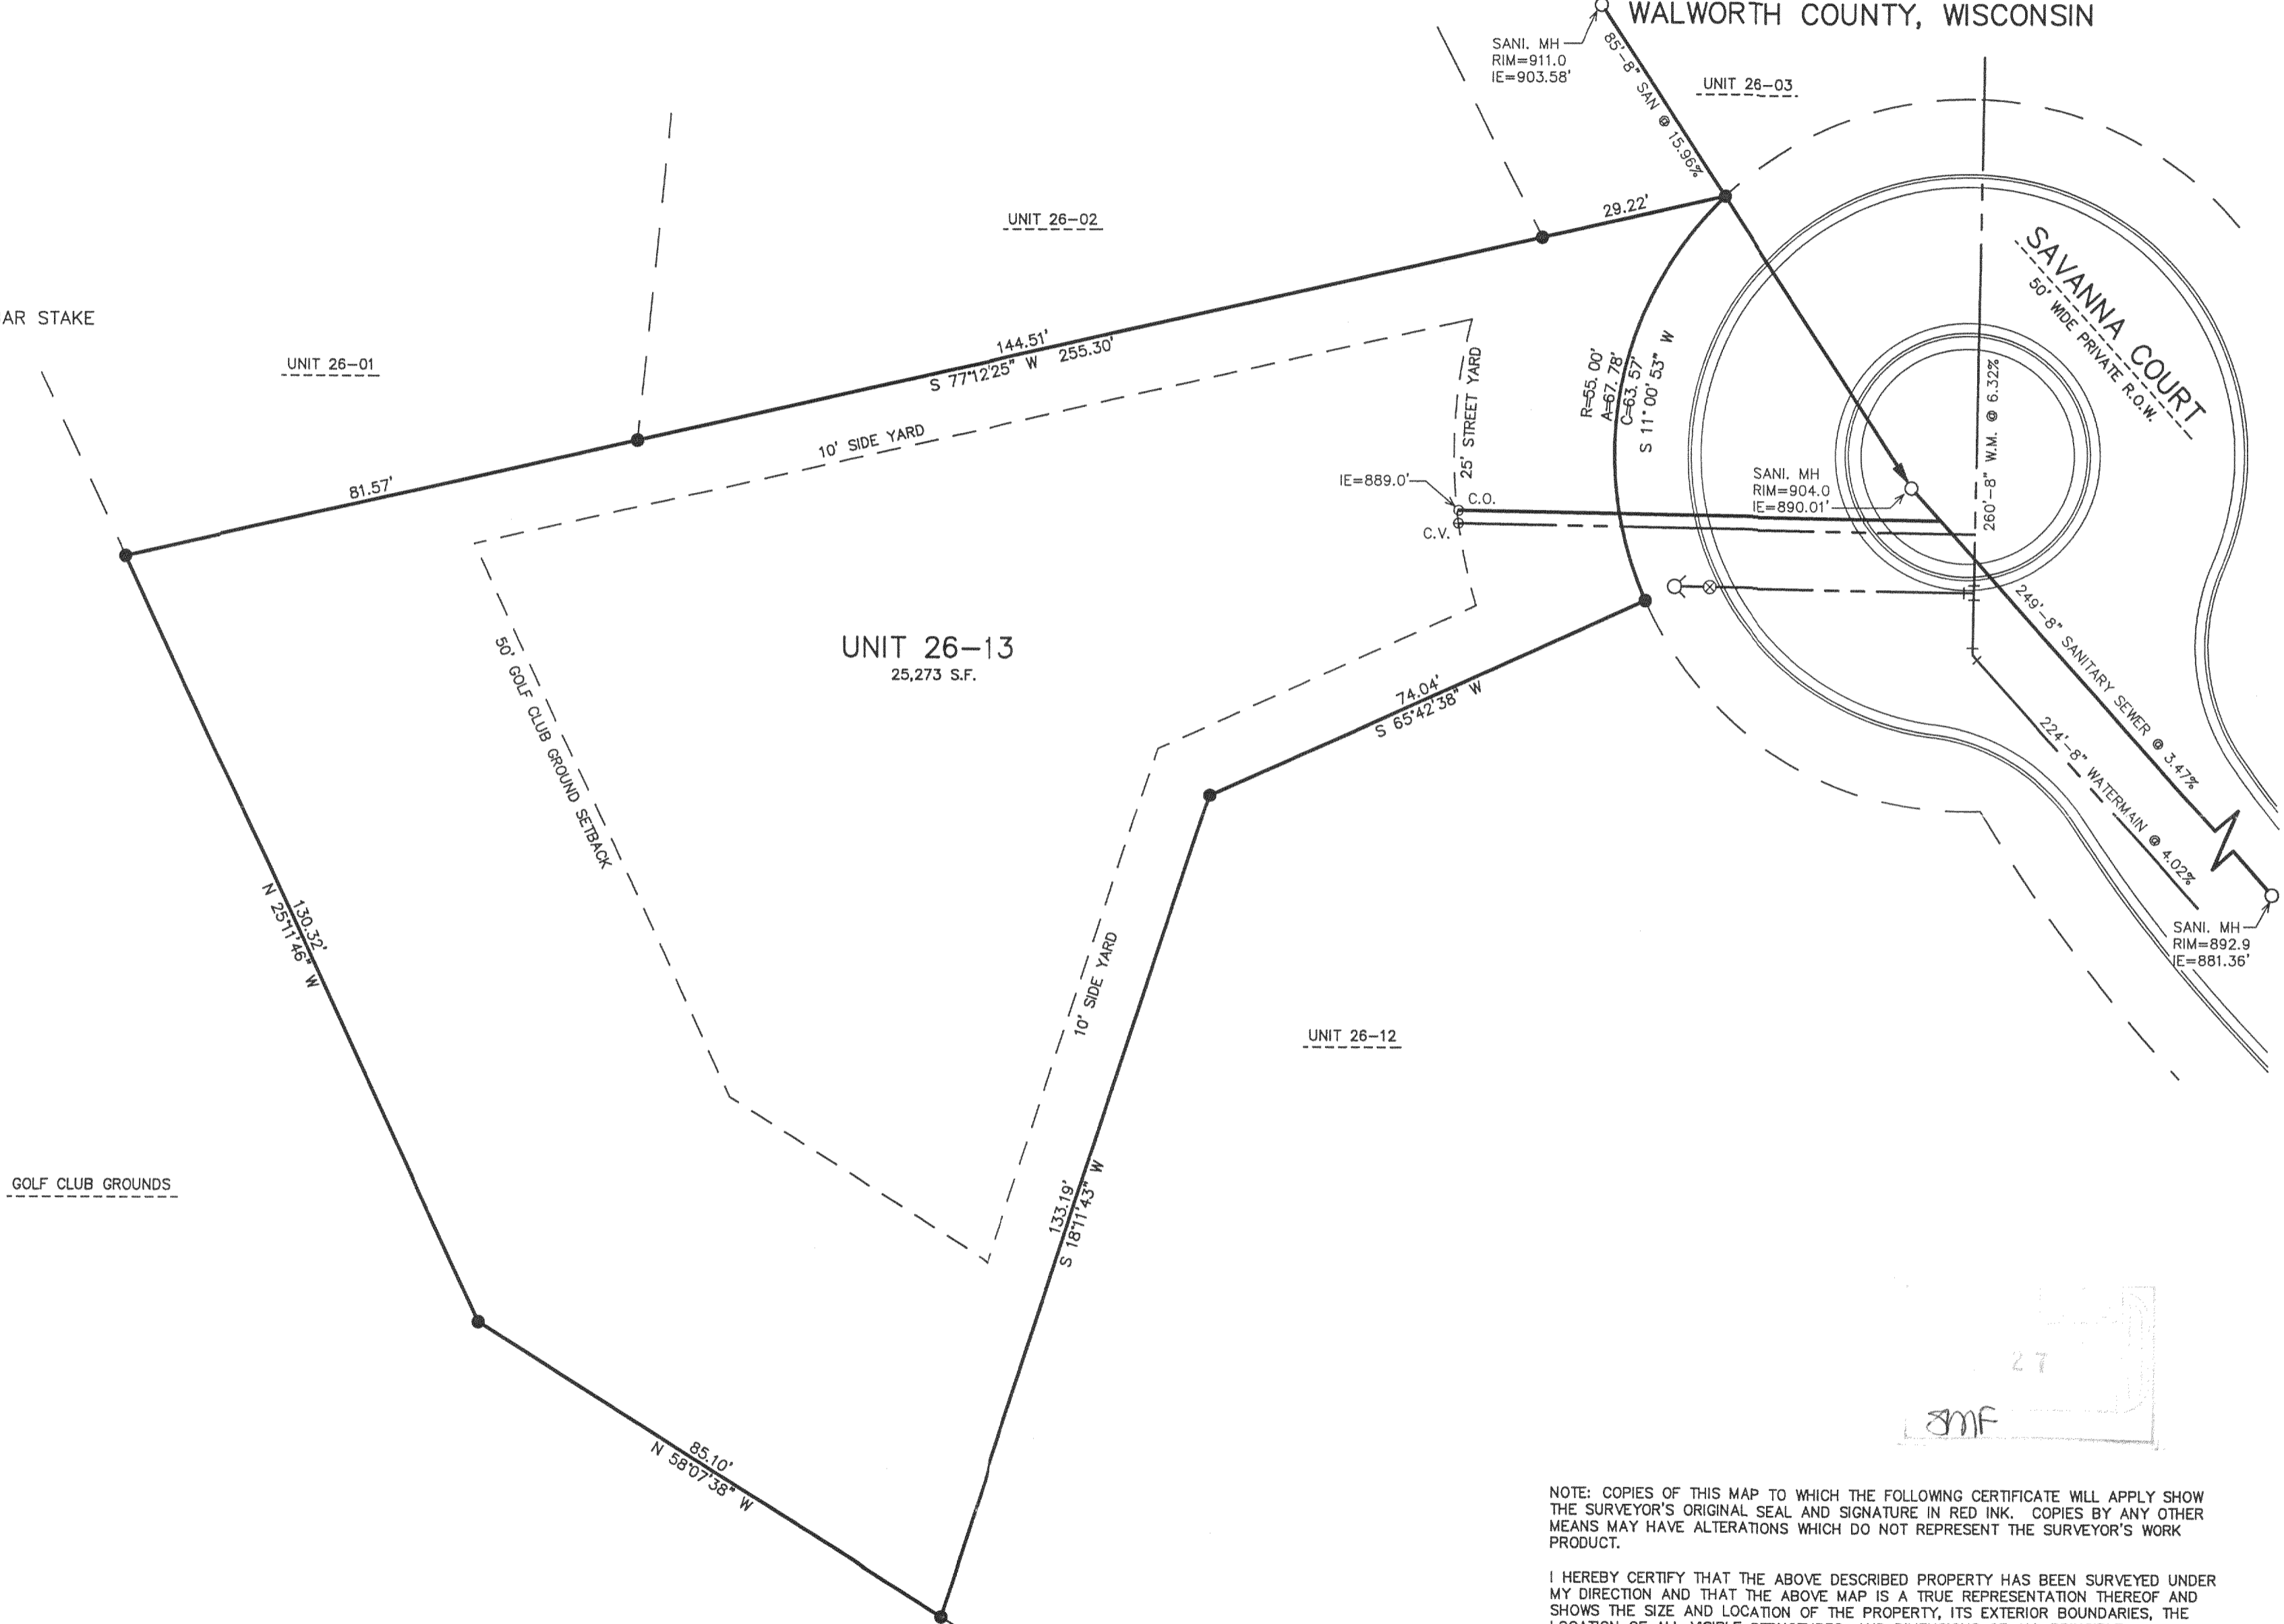 WALWORTH COUNTY, WISCONSIN
SANI. MH
RIM=911.0
IE=903.58'
85'-8" SAN @ 15.96%
UNIT 26-03
UNIT 26-02
29.22'
SAVANNA COURT
50' WIDE PRIVATE R.O.W.
AR STAKE
UNIT 26-01
144.51'
S 77°12'25" W 255.30'
10' SIDE YARD
81.57'
25' STREET YARD
R=55.00'
A=67.78'
C=63.57'
S 11°00'53" W
260'-8" W.M. @ 6.32%
IE=889.0'
C.O.
C.V.
SANI. MH
RIM=904.0
IE=890.01'
UNIT 26-13
25,273 S.F.
50' GOLF CLUB GROUND SETBACK
74.04'
S 65°42'38" W
249'-8" SANITARY SEWER @ 3.47%
224'-8" WATERMAIN @ 4.02%
SANI. MH
RIM=892.9
IE=881.36'
130.32'
N 25°11'46" W
10' SIDE YARD
UNIT 26-12
GOLF CLUB GROUNDS
133.19'
S 18°11'43" W
27
SMF
85.10'
N 58°07'38" W
NOTE: COPIES OF THIS MAP TO WHICH THE FOLLOWING CERTIFICATE WILL APPLY SHOW
THE SURVEYOR'S ORIGINAL SEAL AND SIGNATURE IN RED INK. COPIES BY ANY OTHER
MEANS MAY HAVE ALTERATIONS WHICH DO NOT REPRESENT THE SURVEYOR'S WORK
PRODUCT.
I HEREBY CERTIFY THAT THE ABOVE DESCRIBED PROPERTY HAS BEEN SURVEYED UNDER
MY DIRECTION AND THAT THE ABOVE MAP IS A TRUE REPRESENTATION THEREOF AND
SHOWS THE SIZE AND LOCATION OF THE PROPERTY, ITS EXTERIOR BOUNDARIES, THE